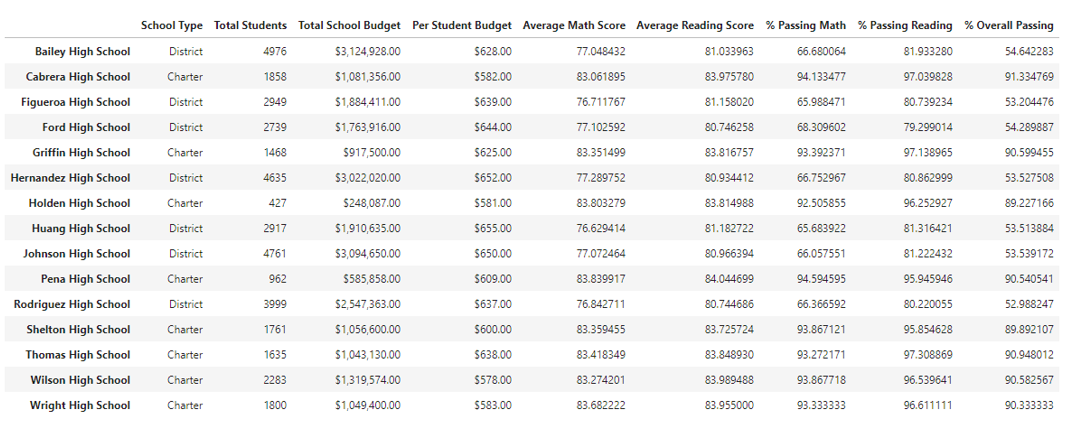 School Type Total Students Total School Budget Per Student Budget Average Math Score Average Reading Score % Passing Math % Passing Reading % Overall Passing
Bailey High School District 4976 $3,124,928.00 $628.00 77.048432 81.033963 66.680064 81.933280 54.642283
Cabrera High School Charter 1858 $1,081,356.00 $582.00 83.061895 83.975780 94.133477 97.039828 91.334769
Figueroa High School District 2949 $1,884,411.00 $639.00 76.711767 81.158020 65.988471 80.739234 53.204476
Ford High School District 2739 $1,763,916.00 $644.00 77.102592 80.746258 68.309602 79.299014 54.289887
Griffin High School Charter 1468 $917,500.00 $625.00 83.351499 83.816757 93.392371 97.138965 90.599455
Hernandez High School District 4635 $3,022,020.00 $652.00 77.289752 80.934412 66.752967 80.862999 53.527508
Holden High School Charter 427 $248,087.00 $581.00 83.803279 83.814988 92.505855 96.252927 89.227166
Huang High School District 2917 $1,910,635.00 $655.00 76.629414 81.182722 65.683922 81.316421 53.513884
Johnson High School District 4761 $3,094,650.00 $650.00 77.072464 80.966394 66.057551 81.222432 53.539172
Pena High School Charter 962 $585,858.00 $609.00 83.839917 84.044699 94.594595 95.945946 90.540541
Rodriguez High School District 3999 $2,547,363.00 $637.00 76.842711 80.744686 66.366592 80.220055 52.988247
Shelton High School Charter 1761 $1,056,600.00 $600.00 83.359455 83.725724 93.867121 95.854628 89.892107
Thomas High School Charter 1635 $1,043,130.00 $638.00 83.418349 83.848930 93.272171 97.308869 90.948012
Wilson High School Charter 2283 $1,319,574.00 $578.00 83.274201 83.989488 93.867718 96.539641 90.582567
Wright High School Charter 1800 $1,049,400.00 $583.00 83.682222 83.955000 93.333333 96.611111 90.333333